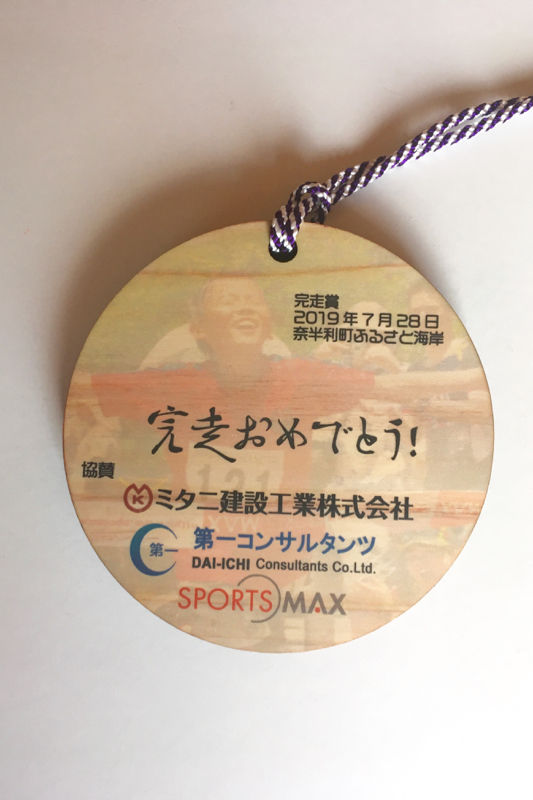 完走賞
2019年7月28日
奈半利町ふるさと海岸
完走おめでとう!
協賛
ミタニ建設工業株式会社
第一 第一コンサルタンツ
DAI-ICHI Consultants Co.Ltd.
SPORTS MAX